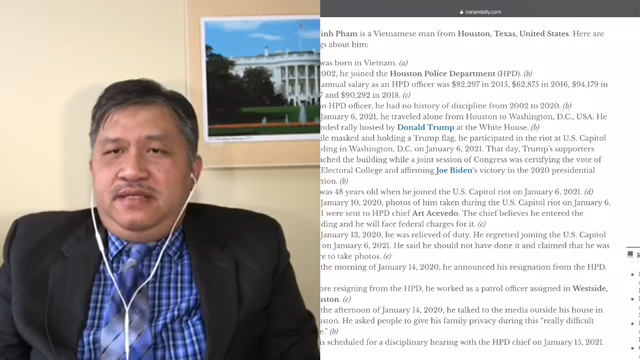 conandaily.com
inh Pham is a Vietnamese man from Houston, Texas, United States. Here are
gs about him:
was born in Vietnam. (a)
2002, he joined the Houston Police Department (HPD). (b)
annual salary as an HPD officer was $82,297 in 2015, $62,875 in 2016, $94,179 in
7 and $90,292 in 2018. (c)
n HPD officer, he had no history of discipline from 2002 to 2020. (b)
January 6, 2021, he traveled alone from Houston to Washington, D.C., USA. He
nded rally hosted by Donald Trump at the White House. (b)
le masked and holding a Trump flag, he participated in the riot at U.S. Capitol
ding in Washington, D.C. on January 6, 2021. That day, Trump's supporters
ached the building while a joint session of Congress was certifying the vote of
Electoral College and affirming Joe Biden's victory in the 2020 presidential
tion. (b)
was 48 years old when he joined the U.S. Capitol riot on January 6, 2021. (d)
January 10, 2020, photos of him taken during the U.S. Capitol riot on January 6,
1 were sent to HPD chief Art Acevedo. The chief believes he entered the
ding and he will face federal charges for it. (e)
January 13, 2020, he was relieved of duty. He regretted joining the U.S. Capitol
on January 6, 2021. He said he should not have done it and claimed that he was
re to take photos. (e)
the morning of January 14, 2020, he announced his resignation from the HPD.
ore resigning from the HPD, he worked as a patrol officer assigned in Westside,
uston. (e)
the afternoon of January 14, 2020, he talked to the media outside his house in
uston. He asked people to give his family privacy during this "really difficult
e." (b)
is scheduled for a disciplinary hearing with the HPD chief on January 15, 2021.